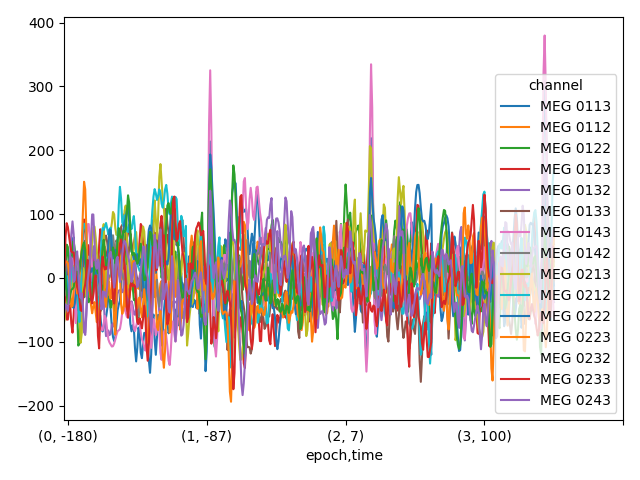 400
300
200
100
0
−100
−200
(0, -180)
(1, -87)
(2, 7)
(3, 100)
epoch,time
channel
MEG 0113
MEG 0112
MEG 0122
MEG 0123
MEG 0132
MEG 0133
MEG 0143
MEG 0142
MEG 0213
MEG 0212
MEG 0222
MEG 0223
MEG 0232
MEG 0233
MEG 0243